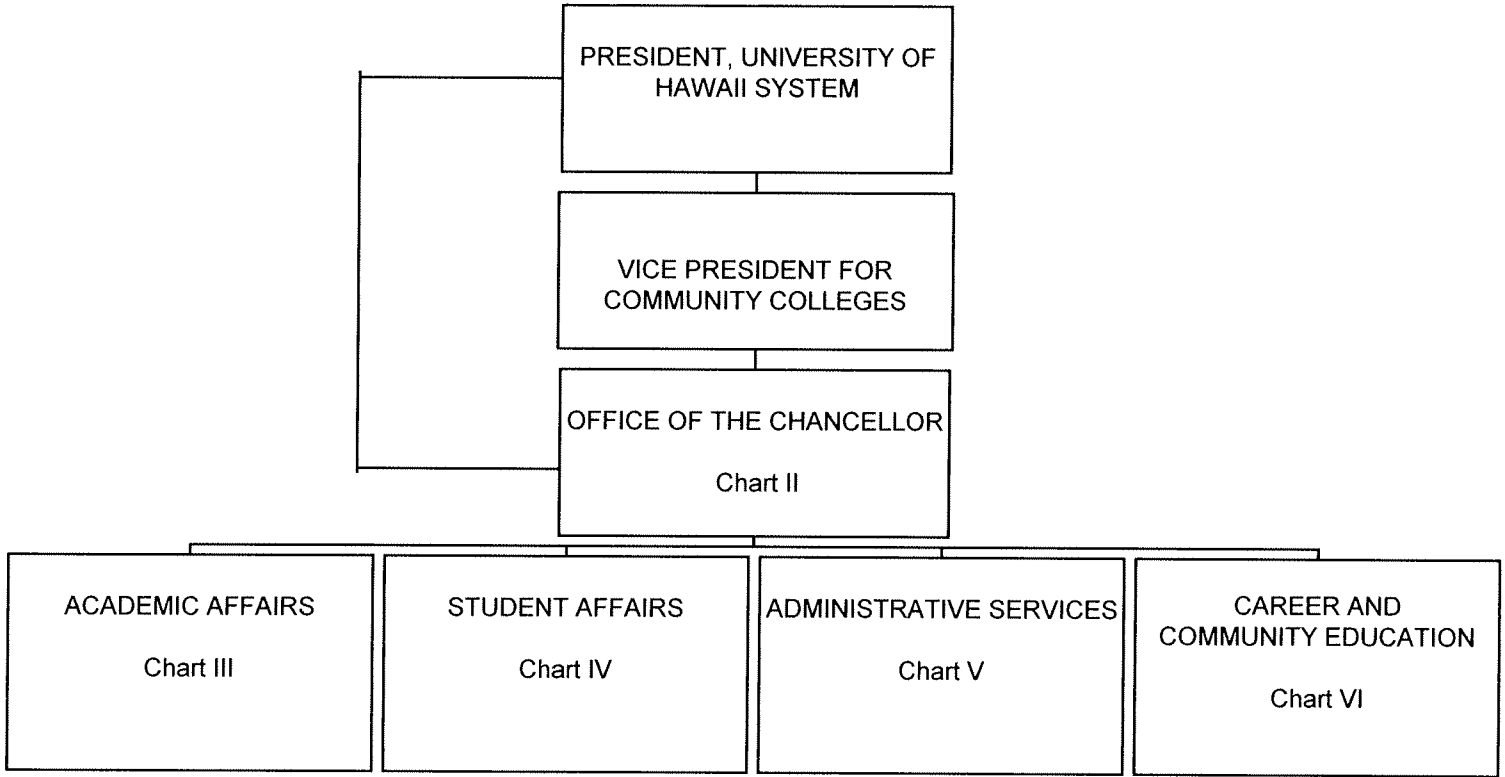 PRESIDENT, UNIVERSITY OF
HAWAII SYSTEM
VICE PRESIDENT FOR
COMMUNITY COLLEGES
OFFICE OF THE CHANCELLOR
Chart II
ACADEMIC AFFAIRS
Chart III
STUDENT AFFAIRS
Chart IV
ADMINISTRATIVE SERVICES
Chart V
CAREER AND
COMMUNITY EDUCATION
Chart VI